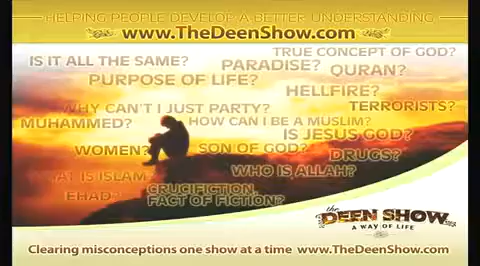 HELPING PEOPLE DEVELOP A BETTER UNDERSTANDING
www.TheDeenShow.com
TRUE CONCEPT OF GOD?
IS IT ALL THE SAME?
PARADISE?
QURAN?
PURPOSE OF LIFE?
HELLFIRE?
WHY CAN'T I JUST PARTY?
TERRORISTS?
MUHAMMED?
HOW CAN I BE A MUSLIM?
IS JESUS GOD?
WOMEN?
SON OF GOD?
DRUGS?
WHO IS ALLAH?
AT IS ISLAM
EHAD
CRUCIFICTION,
FACT OF FICTION?
the
DEEN SHOW
A WAY OF LIFE
Clearing misconceptions one show at a time www.TheDeenShow.com